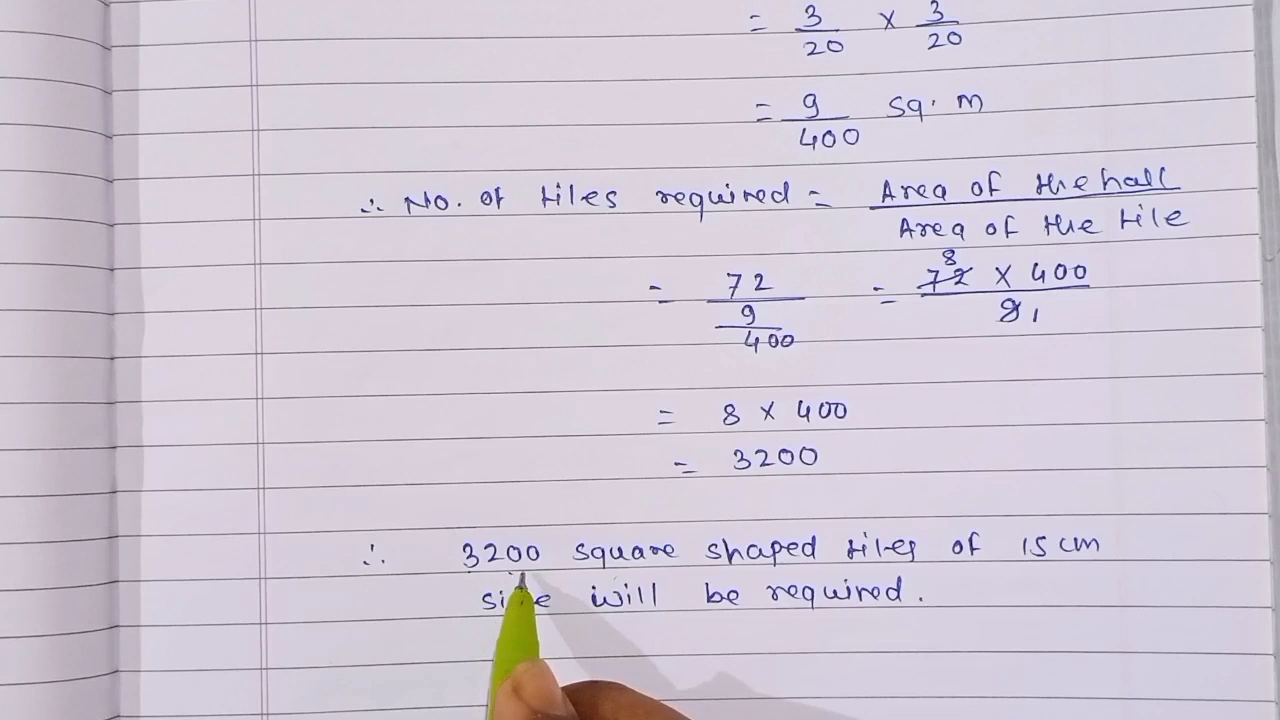 = 3/20 × 3/20
= 9/400 sq. m
∴ No. of tiles required = Area of the hall / Area of the tile
= 72 / (9/400) = 72 8 × 400 / 9 1
= 8 × 400
= 3200
∴ 3200 square shaped tiles of 15 cm
side will be required.